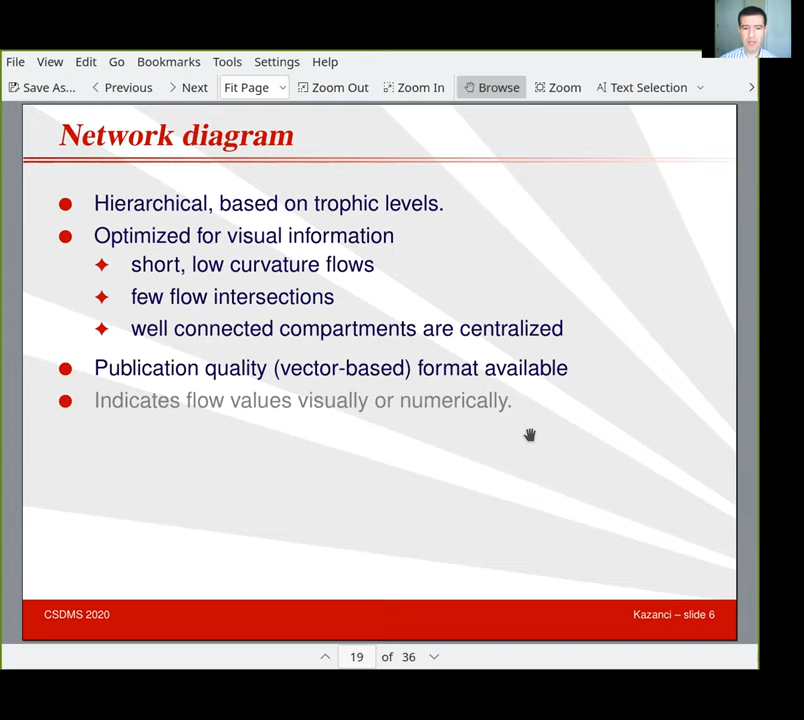 File View Edit Go Bookmarks Tools Settings Help
Save As... Previous Next Fit Page Zoom Out Zoom In Browse Zoom Text Selection
Network diagram
Hierarchical, based on trophic levels.
Optimized for visual information
short, low curvature flows
few flow intersections
well connected compartments are centralized
Publication quality (vector-based) format available
Indicates flow values visually or numerically.
CSDMS 2020 Kazanci – slide 6
19 of 36